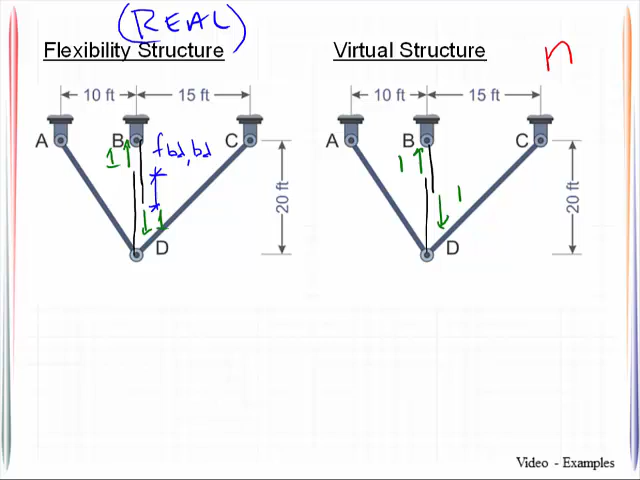 (REAL)
Flexibility Structure
Virtual Structure
n
10 ft
15 ft
10 ft
15 ft
A
B
C
A
B
C
1
fbd,bd
1
1
1
20 ft
20 ft
D
D
Video - Examples